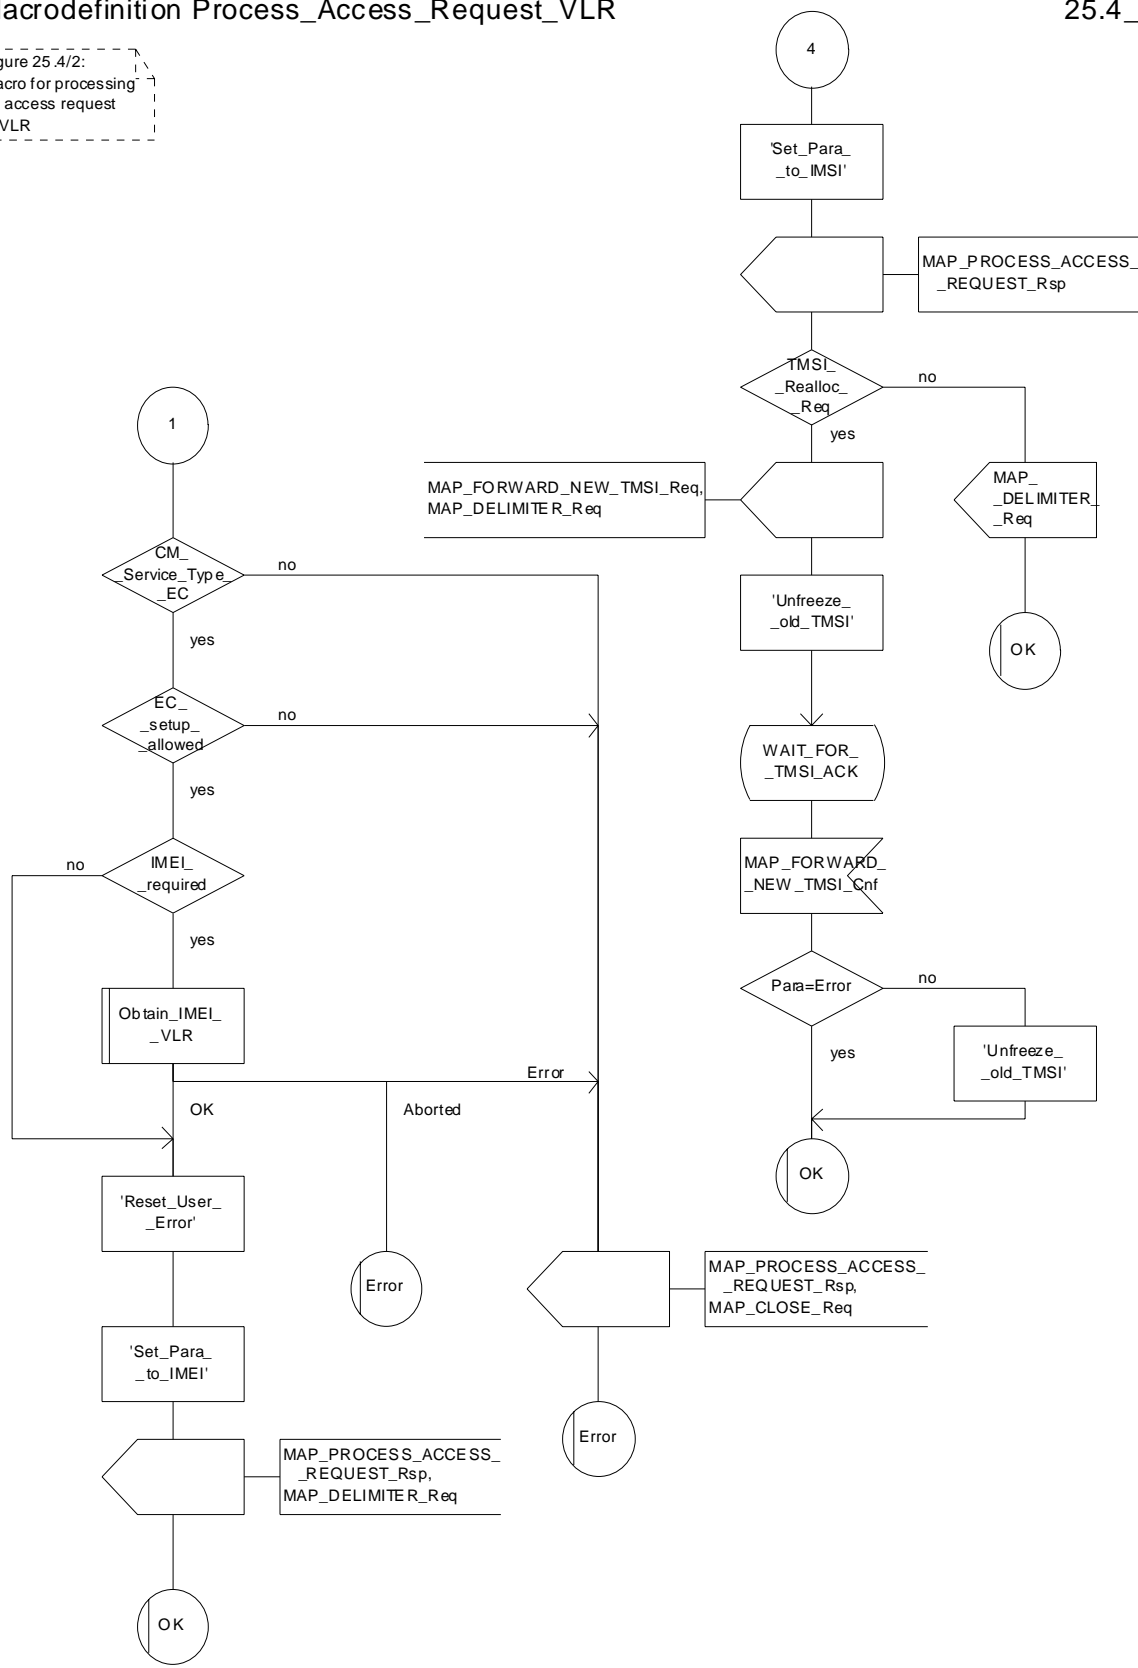 acrodefinition Process_Access_Request_VLR
25.4_
gure 25.4/2:
acro for processing
access request
VLR
4
'Set_Para_
_to_IMSI'
MAP_PROCESS_ACCESS_
_REQUEST_Rsp
TMSI_
_Realloc_
_Req
no
yes
MAP_FORWARD_NEW_TMSI_Req,
MAP_DELIMITER_Req
MAP_
_DELIMITER_
_Req
'Unfreeze_
_old_TMSI'
OK
WAIT_FOR_
_TMSI_ACK
MAP_FORWARD_
_NEW_TMSI_Cnf
Para=Error
no
yes
'Unfreeze_
_old_TMSI'
OK
1
CM_
_Service_Type_
_EC
no
yes
EC_
_setup_
_allowed
no
yes
IMEI_
_required
no
yes
Obtain_IMEI_
_VLR
Error
OK
Aborted
'Reset_User_
_Error'
Error
MAP_PROCESS_ACCESS_
_REQUEST_Rsp,
MAP_CLOSE_Req
'Set_Para_
_to_IMEI'
Error
MAP_PROCESS_ACCESS_
_REQUEST_Rsp,
MAP_DELIMITER_Req
OK